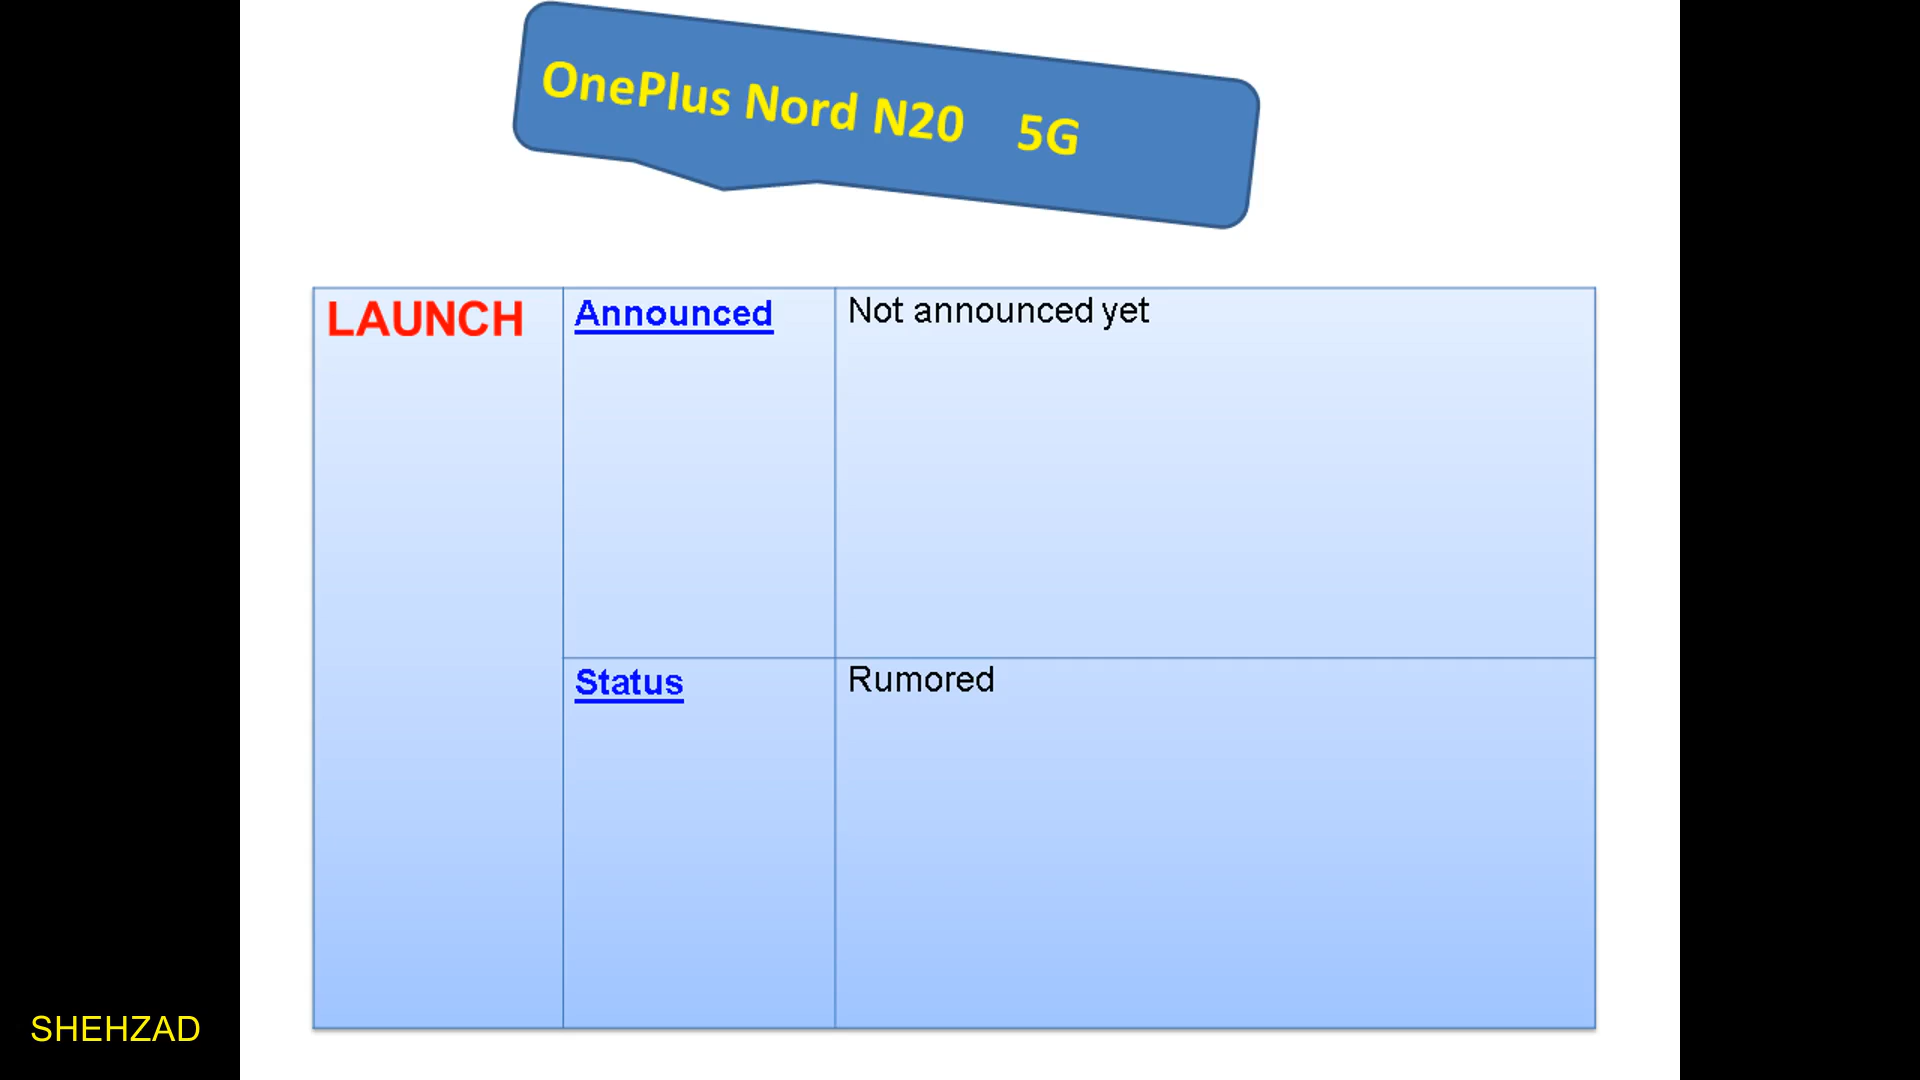 OnePlus Nord N20 5G
LAUNCH Announced Not announced yet
Status Rumored
SHEHZAD